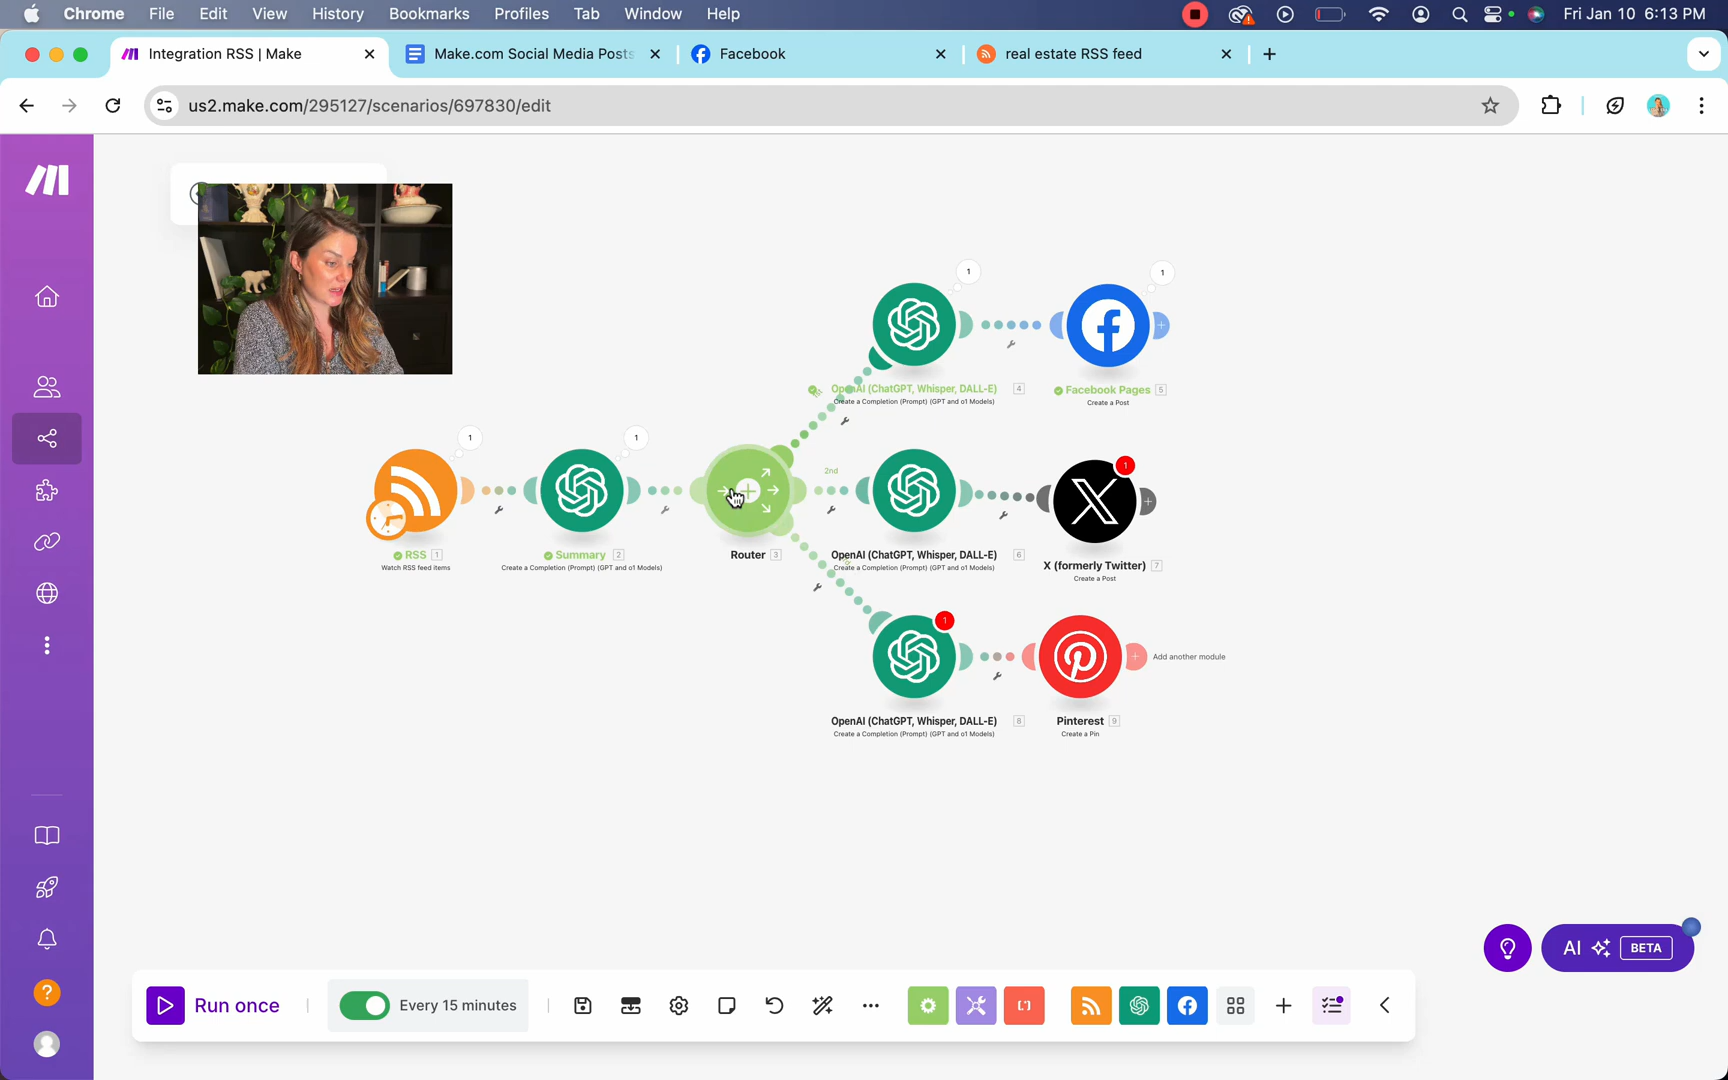 Chrome File Edit View History Bookmarks Profiles Tab Window Help Fri Jan 10 6:13 PM
Integration RSS | Make Make.com Social Media Posts Facebook real estate RSS feed
us2.make.com/295127/scenarios/697830/edit
1 1
OpenAI (ChatGPT, Whisper, DALL-E) 4 Facebook Pages 5
Create a Completion (Prompt) (GPT and o1 Models) Create a Post
1 1 2nd 1
RSS 1 Summary 2 Router 3 OpenAI (ChatGPT, Whisper, DALL-E) 6 X (formerly Twitter) 7
Watch RSS feed items Create a Completion (Prompt) (GPT and o1 Models) Create a Completion (Prompt) (GPT and o1 Models) Create a Post
1
Add another module
OpenAI (ChatGPT, Whisper, DALL-E) 8 Pinterest 9
Create a Completion (Prompt) (GPT and o1 Models) Create a Pin
AI BETA
? Run once Every 15 minutes